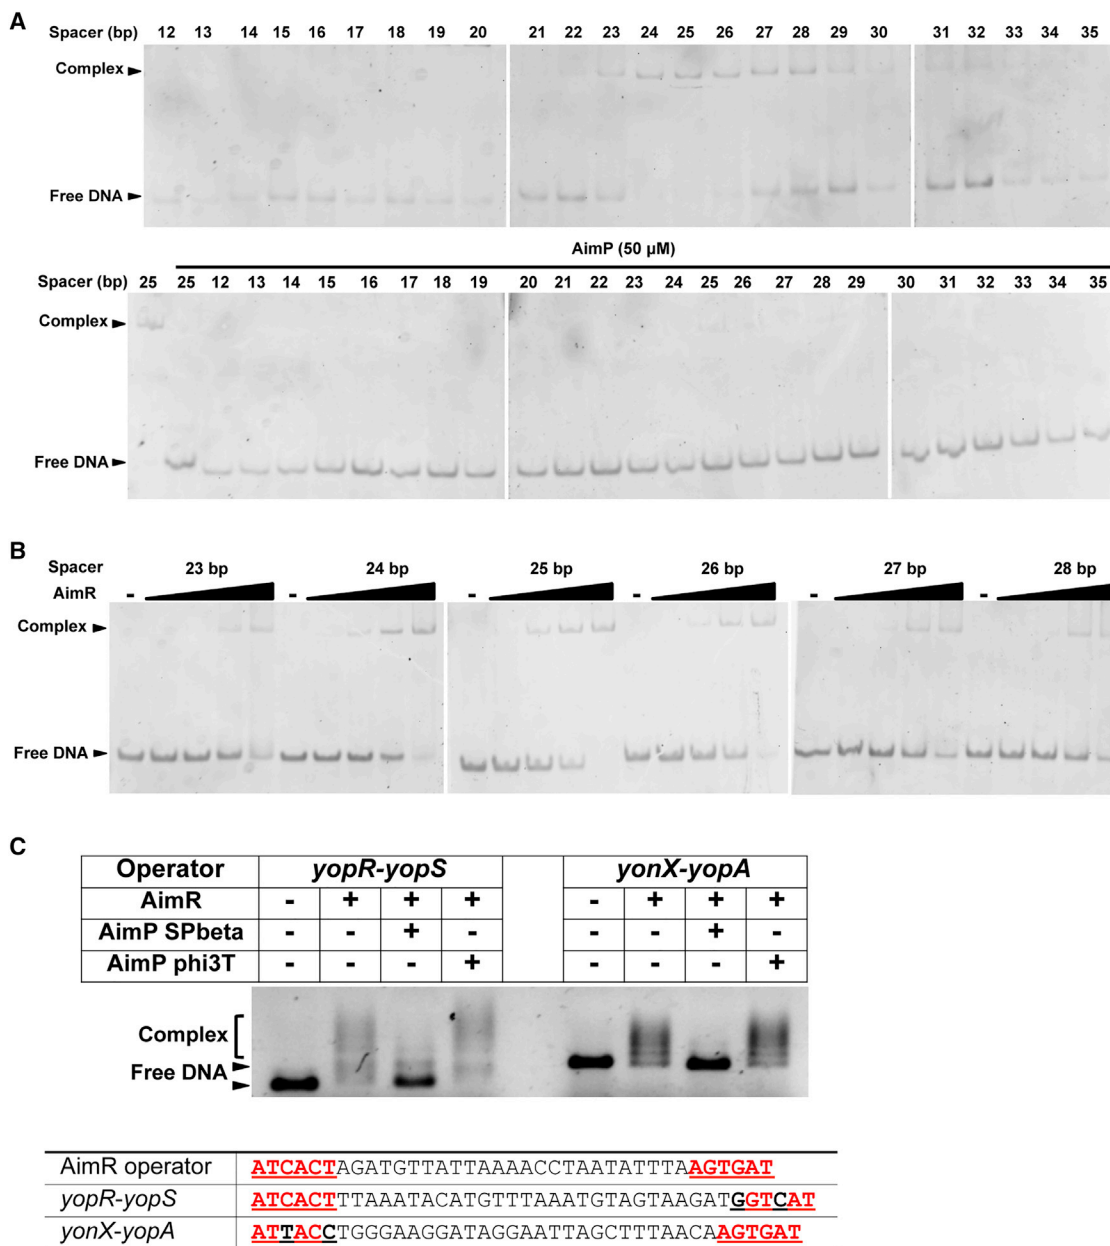 A
Spacer (bp) 12 13 14 15 16 17 18 19 20 21 22 23 24 25 26 27 28 29 30 31 32 33 34 35
Complex
Free DNA
AimP (50 µM)
Spacer (bp) 25 25 12 13 14 15 16 17 18 19 20 21 22 23 24 25 26 27 28 29 30 31 32 33 34 35
Complex
Free DNA
B
Spacer 23 bp 24 bp 25 bp 26 bp 27 bp 28 bp
AimR - - - - - -
Complex
Free DNA
C
Operator yopR-yopS yonX-yopA
AimR - + + + - + + +
AimP SPbeta - - + - - - + -
AimP phi3T - - - + - - - +
Complex
Free DNA
AimR operator ATCACTAGATGTTATTAAAACCTAATATTTAAGTGAT
yopR-yopS ATCACTTTAAATACATGTTTAAATGTAGTAAGATGGTCAT
yonX-yopA ATTACCTGGGAAGGATAGGAATTAGCTTTAACAAGTGAT